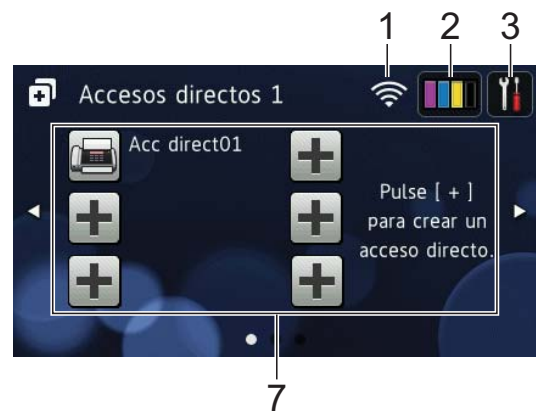 1 2 3
Accesos directos 1
Acc direct01
Pulse [ + ]
para crear un
acceso directo.
7